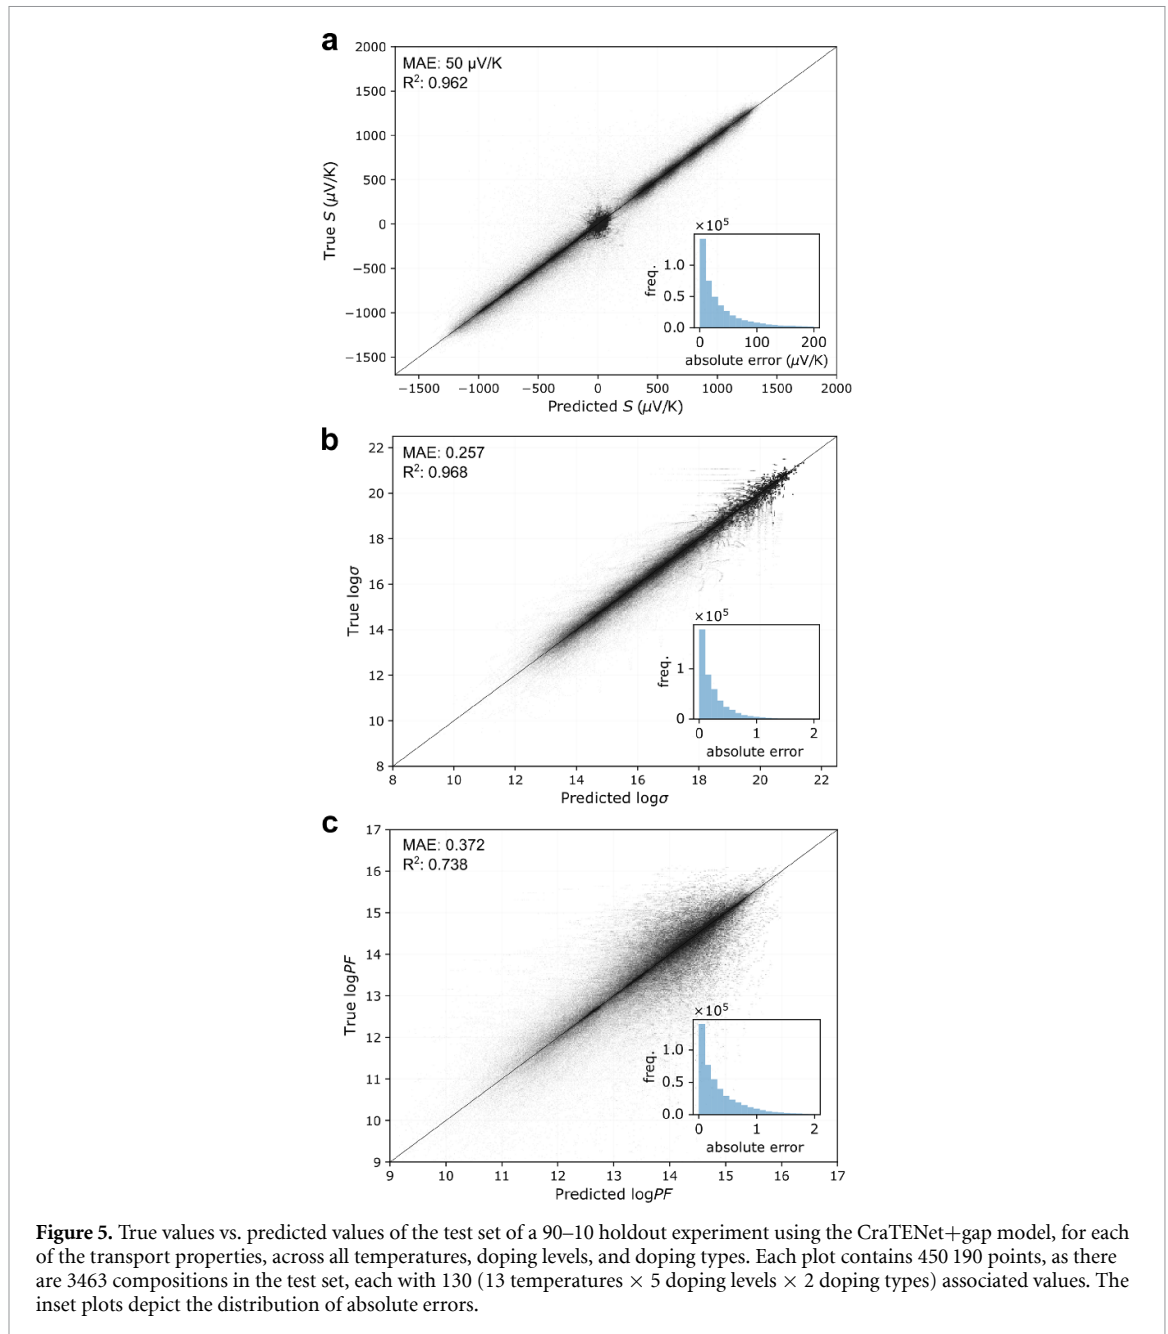 a
MAE: 50 μV/K
R²: 0.962
2000
1500
1000
500
0
−500
−1000
−1500
True S (μV/K)
−1500 −1000 −500 0 500 1000 1500 2000
Predicted S (μV/K)
×10⁵
1.0
0.5
0.0
freq.
0 100 200
absolute error (μV/K)
b
MAE: 0.257
R²: 0.968
22
20
18
16
14
12
10
8
True logσ
8 10 12 14 16 18 20 22
Predicted logσ
×10⁵
1
0
freq.
0 1 2
absolute error
c
MAE: 0.372
R²: 0.738
17
16
15
14
13
12
11
10
9
True logPF
9 10 11 12 13 14 15 16 17
Predicted logPF
×10⁵
1.0
0.5
0.0
freq.
0 1 2
absolute error
Figure 5. True values vs. predicted values of the test set of a 90–10 holdout experiment using the CraTENet+gap model, for each
of the transport properties, across all temperatures, doping levels, and doping types. Each plot contains 450 190 points, as there
are 3463 compositions in the test set, each with 130 (13 temperatures × 5 doping levels × 2 doping types) associated values. The
inset plots depict the distribution of absolute errors.